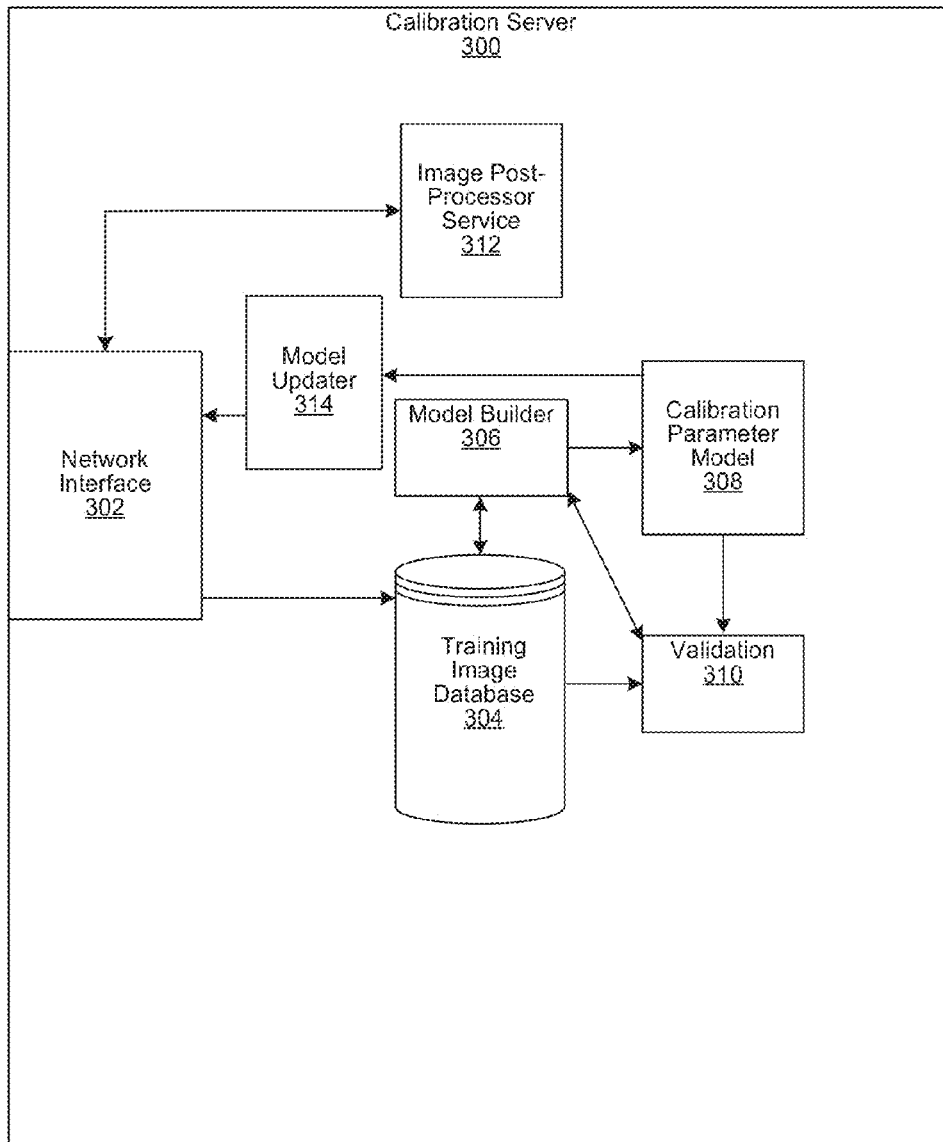 Calibration Server
300
Image Post-
Processor
Service
312
Model
Updater
314
Model Builder
306
Calibration
Parameter
Model
308
Network
Interface
302
Training
Image
Database
304
Validation
310